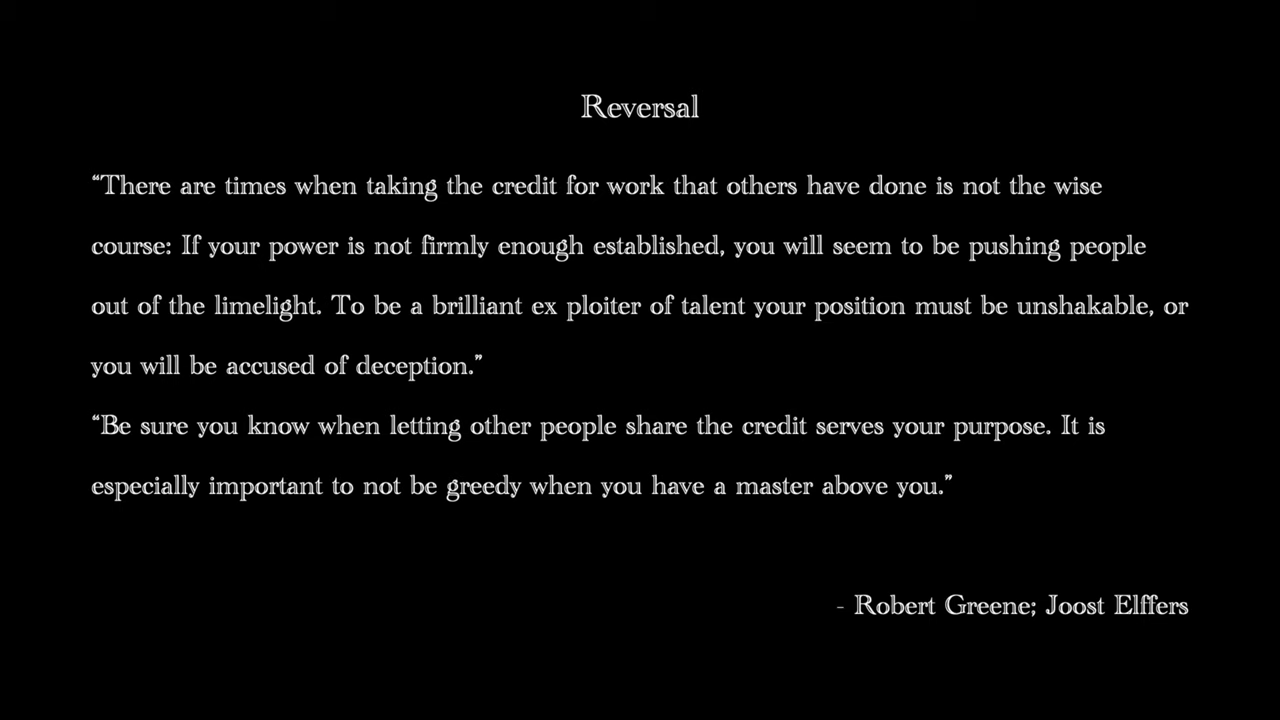 Reversal
“There are times when taking the credit for work that others have done is not the wise
course: If your power is not firmly enough established, you will seem to be pushing people
out of the limelight. To be a brilliant ex ploiter of talent your position must be unshakable, or
you will be accused of deception.”
“Be sure you know when letting other people share the credit serves your purpose. It is
especially important to not be greedy when you have a master above you.”
- Robert Greene; Joost Elffers